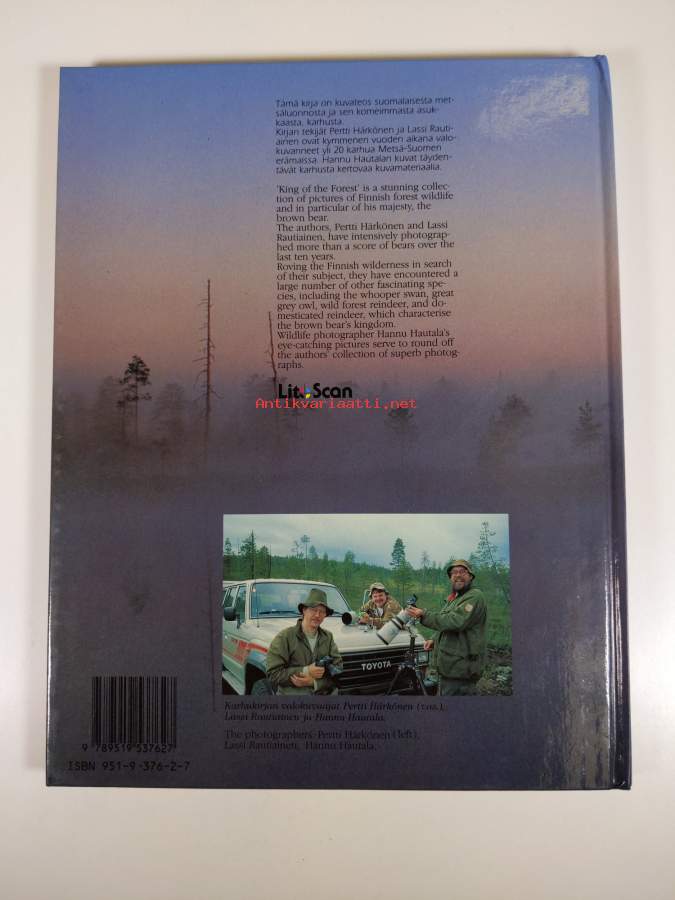 Tämä kirja on kuvateos suomalaisesta met-
säluonnosta ja sen komeimmasta asuk-
kaasta, karhusta.
Kirjan tekijät Pertti Härkönen ja Lassi Rauti-
ainen ovat kymmenen vuoden aikana valo-
kuvanneet yli 20 karhua Metsä-Suomen
erämaissa. Hannu Hautalan kuvat täyden-
tävät karhusta kertovaa kuvamateriaalia.
'King of the Forest' is a stunning collec-
tion of pictures of Finnish forest wildlife
and in particular of his majesty, the
brown bear.
The authors, Pertti Härkönen and Lassi
Rautiainen, have intensively photograp-
hed more than a score of bears over the
last ten years.
Roving the Finnish wilderness in search
of their subject, they have encountered a
large number of other fascinating spe-
cies, including the whooper swan, great
grey owl, wild forest reindeer, and do-
mesticated reindeer, which characterise
the brown bear's kingdom.
Wildlife photographer Hannu Hautala's
eye-catching pictures serve to round off
the authors' collection of superb photog-
raphs.
Lito Scan
Antikvariaatti.net
TOYOTA
Karhukirjan valokuvaajat Pertti Härkönen (vas.),
Lassi Rautiainen ja Hannu Hautala.
The photographers: Pertti Härkönen (left),
Lassi Rautiainen, Hannu Hautala.
9 789519 537627
ISBN 951-9 376-2-7